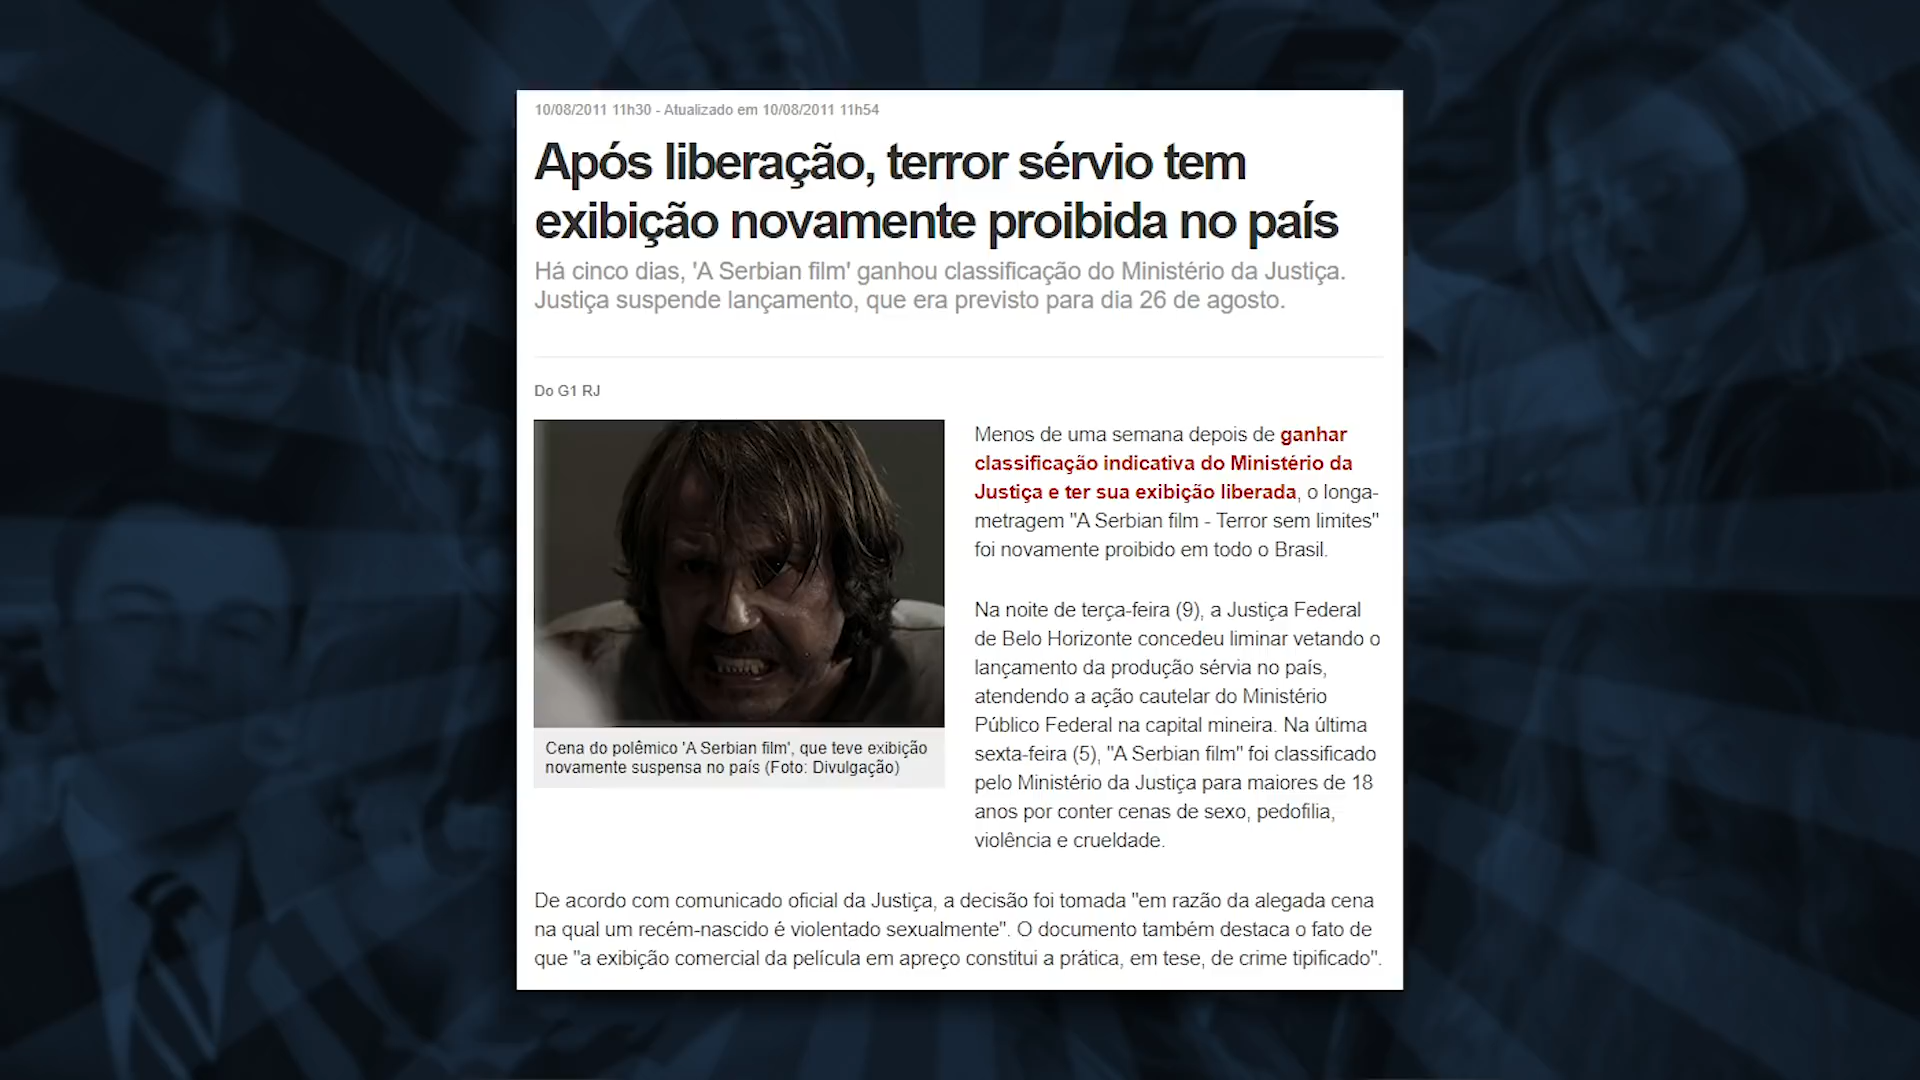 10/08/2011 11h30 - Atualizado em 10/08/2011 11h54
Após liberação, terror sérvio tem
exibição novamente proibida no país
Há cinco dias, 'A Serbian film' ganhou classificação do Ministério da Justiça.
Justiça suspende lançamento, que era previsto para dia 26 de agosto.
Do G1 RJ
Cena do polêmico 'A Serbian film', que teve exibição
novamente suspensa no país (Foto: Divulgação)
Menos de uma semana depois de ganhar
classificação indicativa do Ministério da
Justiça e ter sua exibição liberada, o longa-
metragem "A Serbian film - Terror sem limites"
foi novamente proibido em todo o Brasil.
Na noite de terça-feira (9), a Justiça Federal
de Belo Horizonte concedeu liminar vetando o
lançamento da produção sérvia no país,
atendendo a ação cautelar do Ministério
Público Federal na capital mineira. Na última
sexta-feira (5), "A Serbian film" foi classificado
pelo Ministério da Justiça para maiores de 18
anos por conter cenas de sexo, pedofilia,
violência e crueldade.
De acordo com comunicado oficial da Justiça, a decisão foi tomada "em razão da alegada cena
na qual um recém-nascido é violentado sexualmente". O documento também destaca o fato de
que "a exibição comercial da película em apreço constitui a prática, em tese, de crime tipificado".